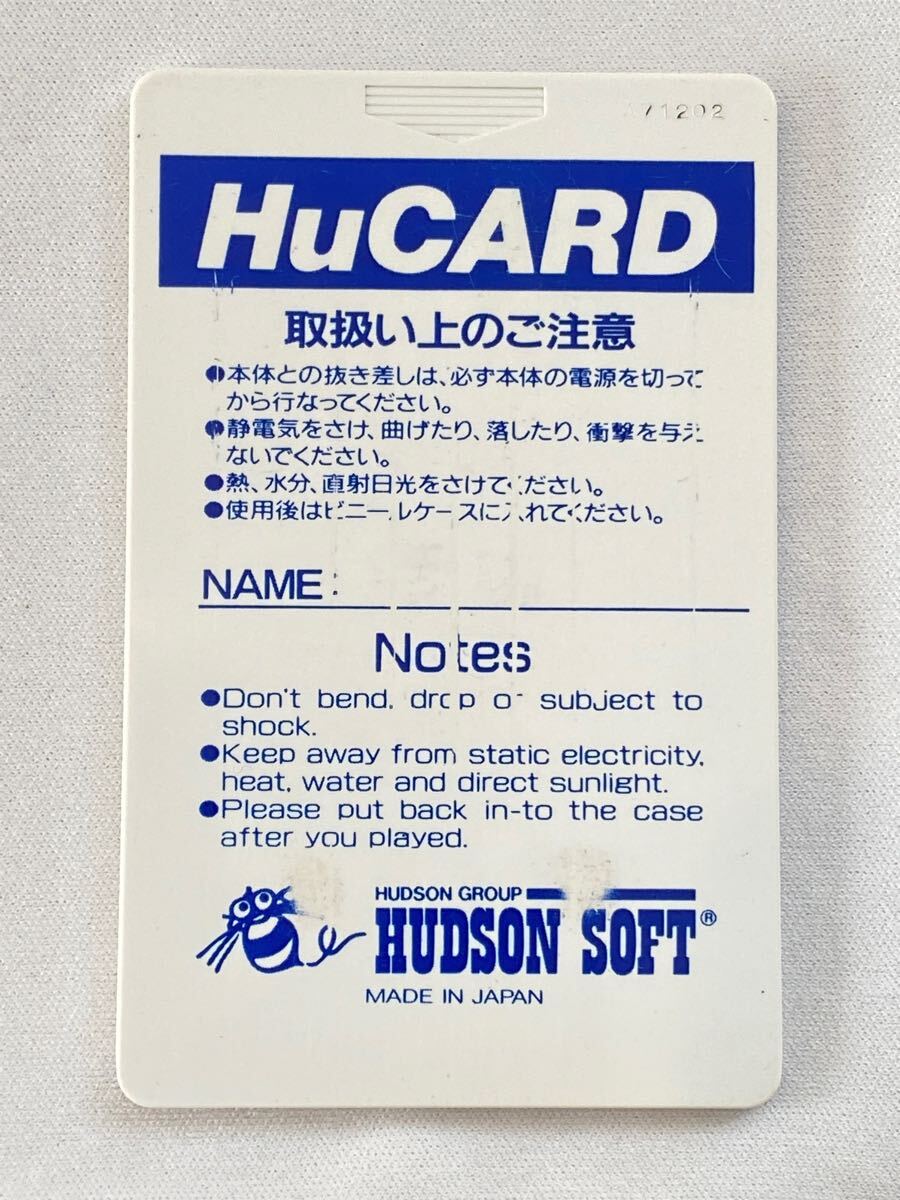 71202
HuCARD
取扱い上のご注意
●本体との抜き差しは、必ず本体の電源を切って
から行なってください。
●静電気をさけ、曲げたり、落したり、衝撃を与え
ないでください。
●熱、水分、直射日光をさけてください。
●使用後はビニールケースに入れてください。
NAME:
Notes
●Don't bend, drop or subject to
shock.
●Keep away from static electricity,
heat, water and direct sunlight.
●Please put back in-to the case
after you played.
HUDSON GROUP
HUDSON SOFT®
MADE IN JAPAN